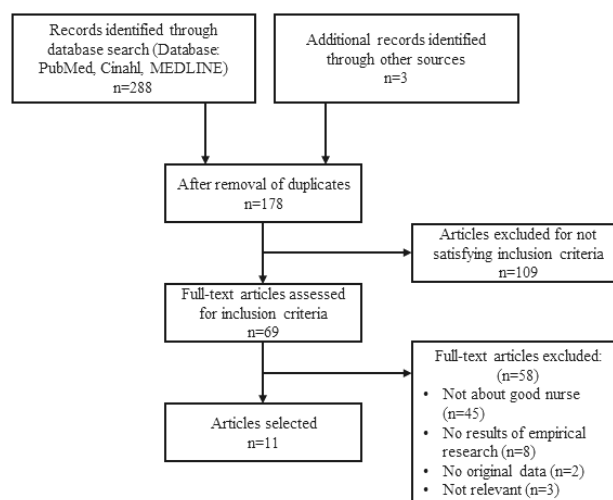 Records identified through
database search (Database:
PubMed, Cinahl, MEDLINE)
n=288
Additional records identified
through other sources
n=3
After removal of duplicates
n=178
Articles excluded for not
satisfying inclusion criteria
n=109
Full-text articles assessed
for inclusion criteria
n=69
Full-text articles excluded:
(n=58)
• Not about good nurse
(n=45)
• No results of empirical
research (n=8)
• No original data (n=2)
• Not relevant (n=3)
Articles selected
n=11